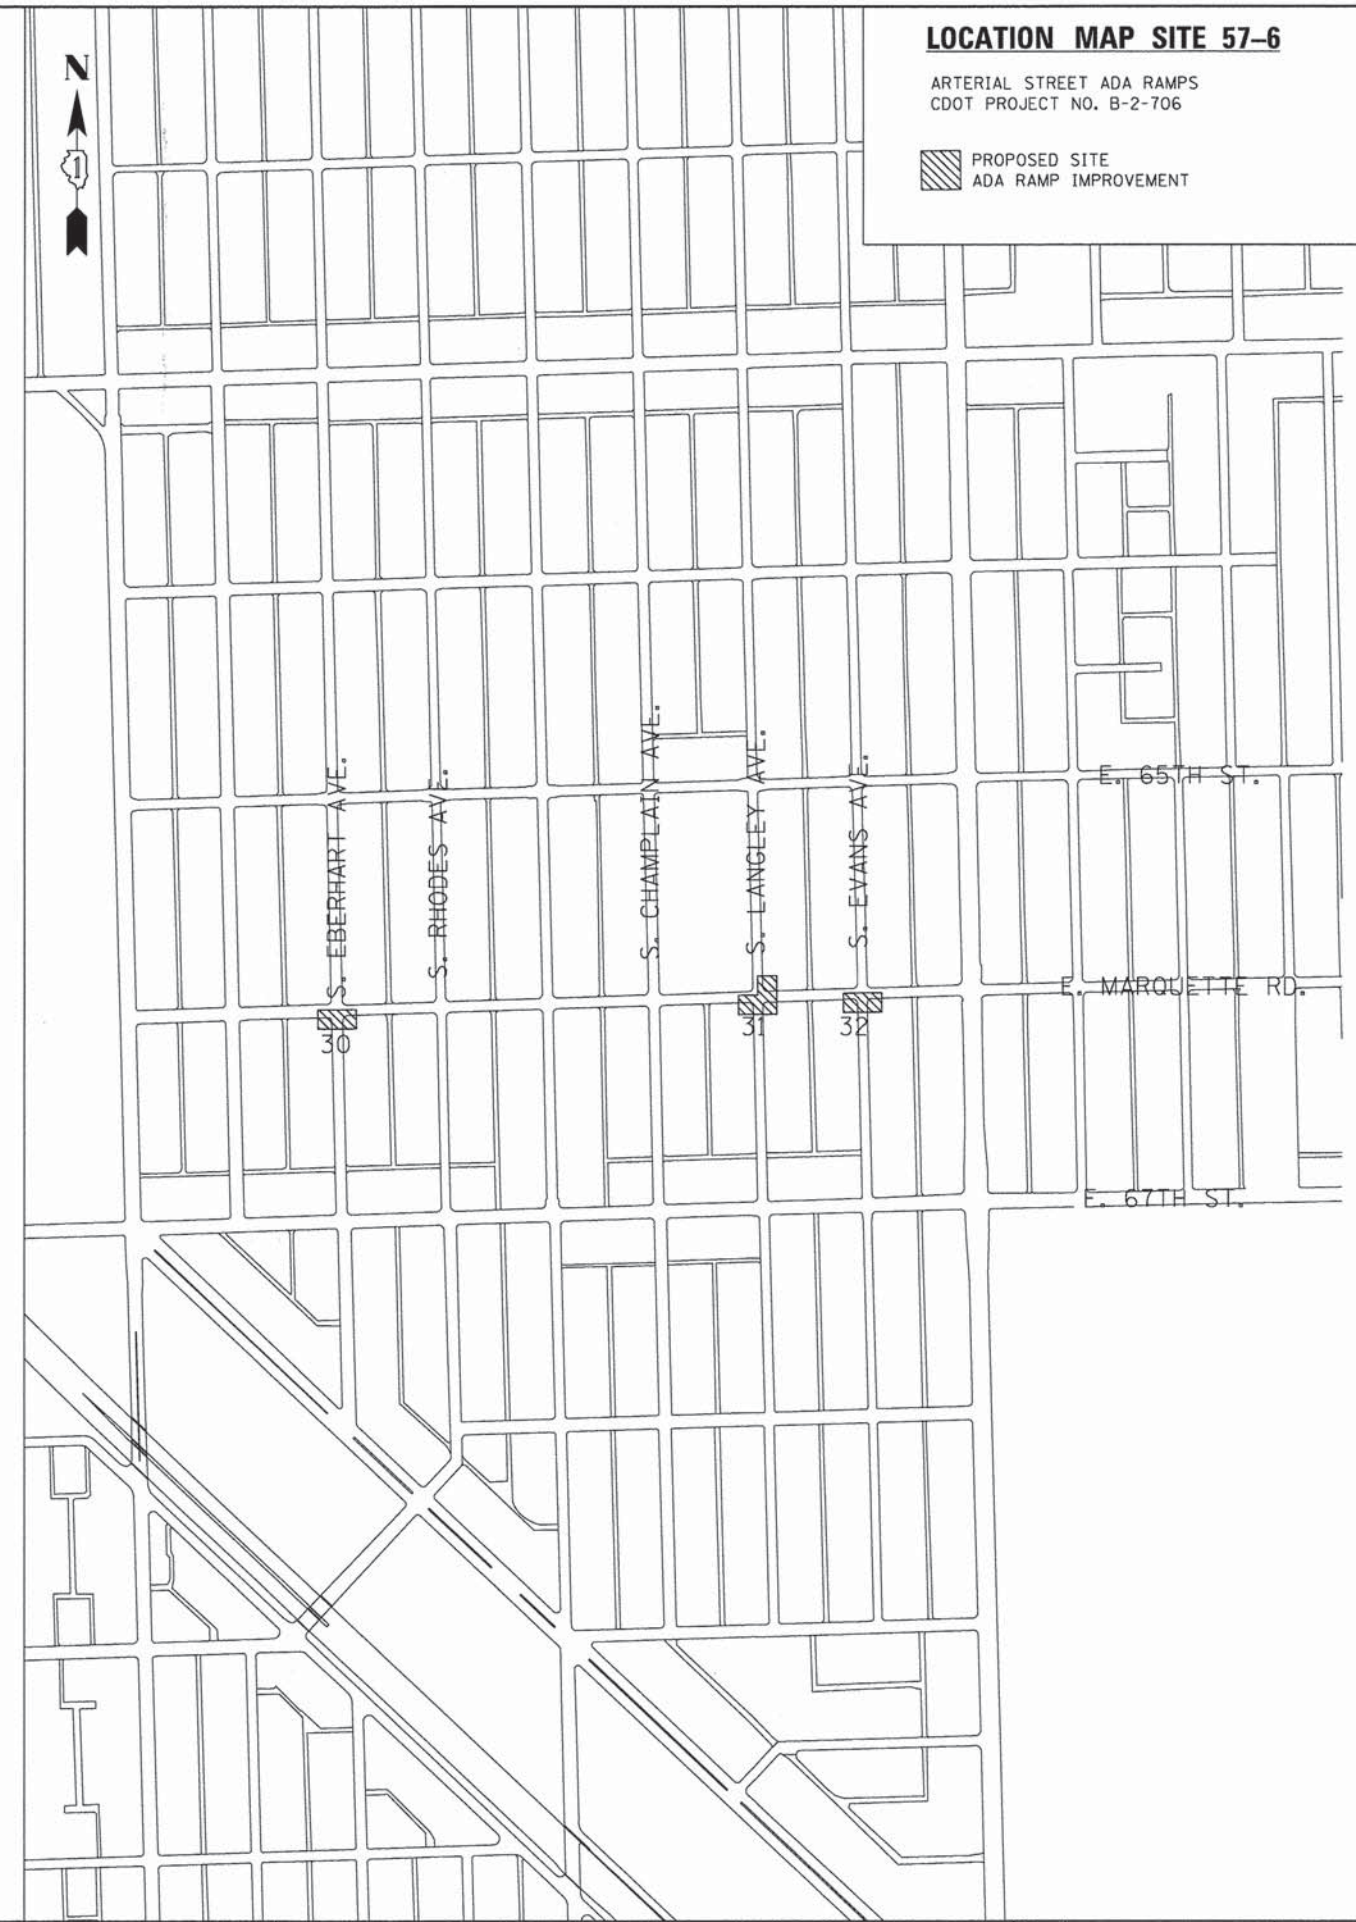 LOCATION MAP SITE 57–6
ARTERIAL STREET ADA RAMPS
CDOT PROJECT NO. B-2-706
PROPOSED SITE
ADA RAMP IMPROVEMENT
N
1
S. EBERHART AVE.
S. RHODES AVE.
S. CHAMPLAIN AVE.
S. LANGLEY AVE.
S. EVANS AVE.
E. 65TH ST.
E. MARQUETTE RD.
30
31
32
E. 67TH ST.